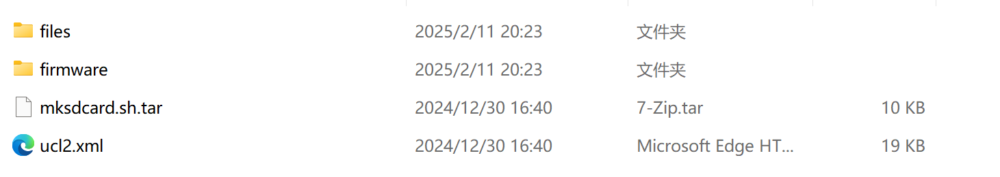 files 2025/2/11 20:23 文件夹
firmware 2025/2/11 20:23 文件夹
mksdcard.sh.tar 2024/12/30 16:40 7-Zip.tar 10 KB
ucl2.xml 2024/12/30 16:40 Microsoft Edge HT... 19 KB